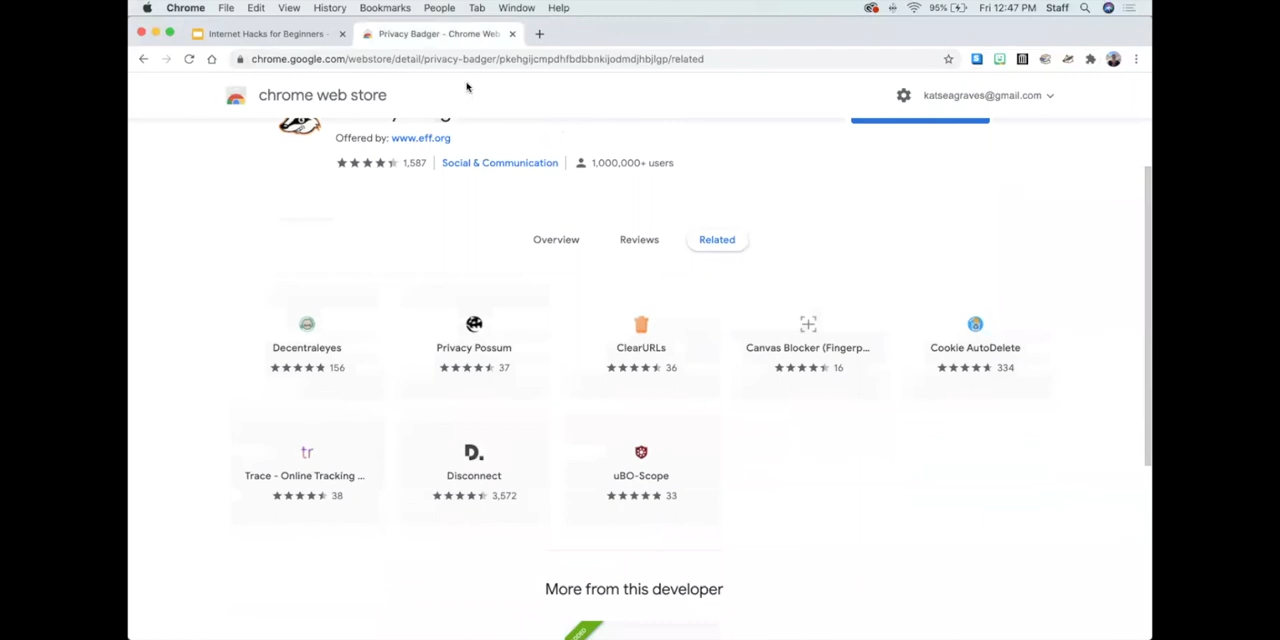 Chrome File Edit View History Bookmarks People Tab Window Help 95% Fri 12:47 PM Staff
Internet Hacks for Beginners - Privacy Badger - Chrome Web
chrome.google.com/webstore/detail/privacy-badger/pkehgijcmpdhfbdbbnkijodmdjhbjlgp/related
chrome web store katseagraves@gmail.com
Offered by: www.eff.org
1,587 Social & Communication 1,000,000+ users
Overview Reviews Related
Decentraleyes Privacy Possum ClearURLs Canvas Blocker (Fingerp... Cookie AutoDelete
156 37 36 16 334
tr D.
Trace - Online Tracking ... Disconnect uBO-Scope
38 3,572 33
More from this developer